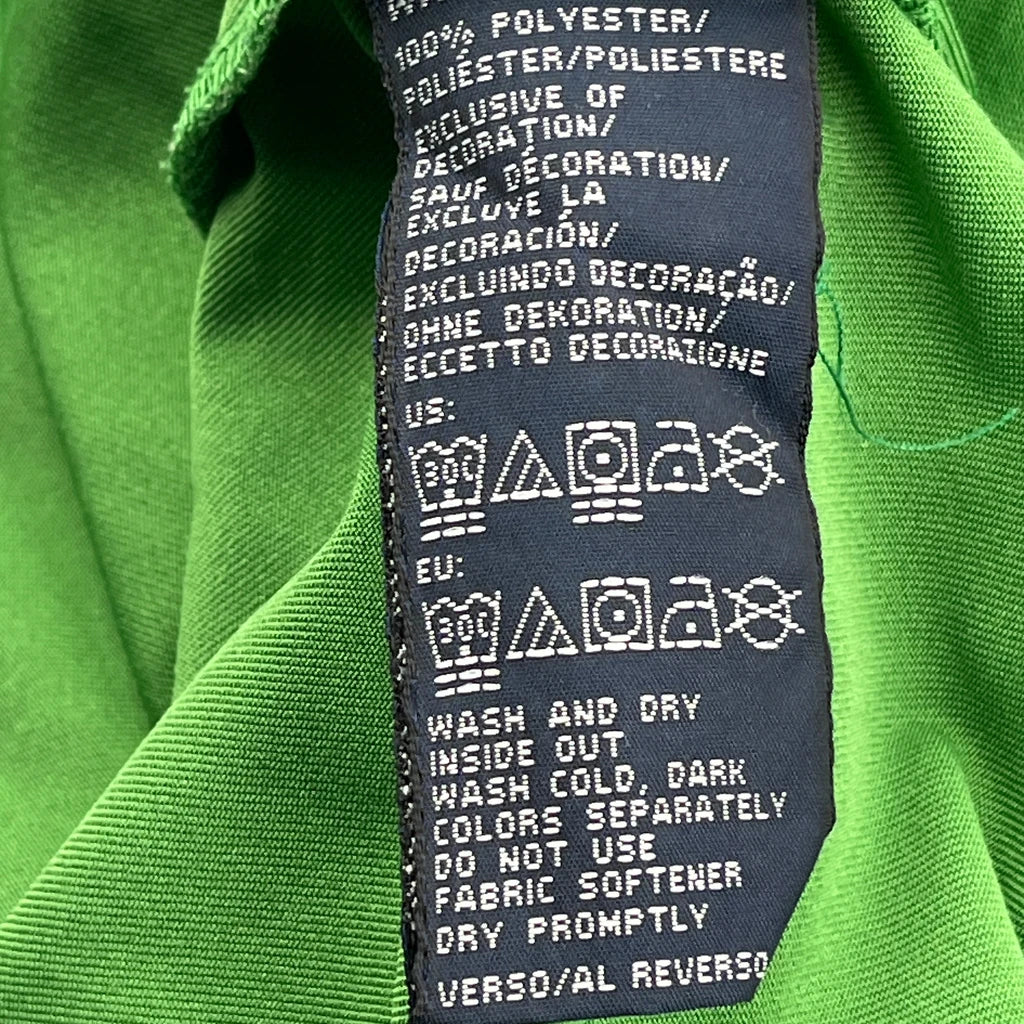 100% POLYESTER/
POLIÉSTER/POLIESTERE
EXCLUSIVE OF
DECORATION/
SAUF DÉCORATION/
EXCLUYE LA
DECORACIÓN/
EXCLUINDO DECORAÇÃO/
OHNE DEKORATION/
ECCETTO DECORAZIONE
US:
30C
EU:
30C
WASH AND DRY
INSIDE OUT
WASH COLD, DARK
COLORS SEPARATELY
DO NOT USE
FABRIC SOFTENER
DRY PROMPTLY
VERSO/AL REVERSO